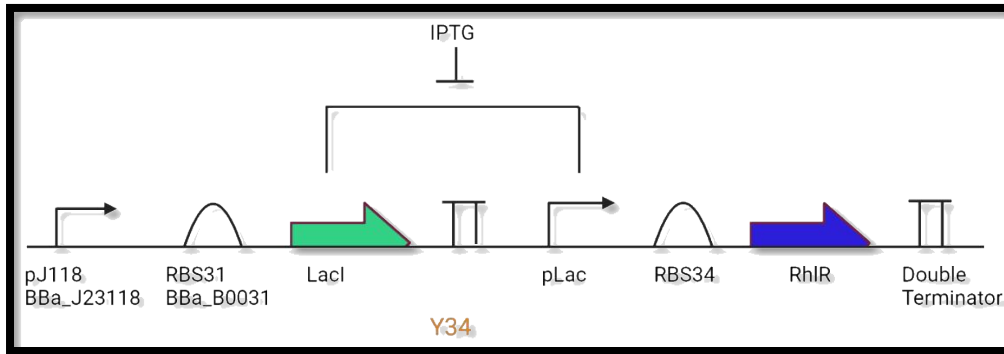 IPTG
pJ118
BBa_J23118
RBS31
BBa_B0031
LacI
pLac
RBS34
RhlR
Double
Terminator
Y34